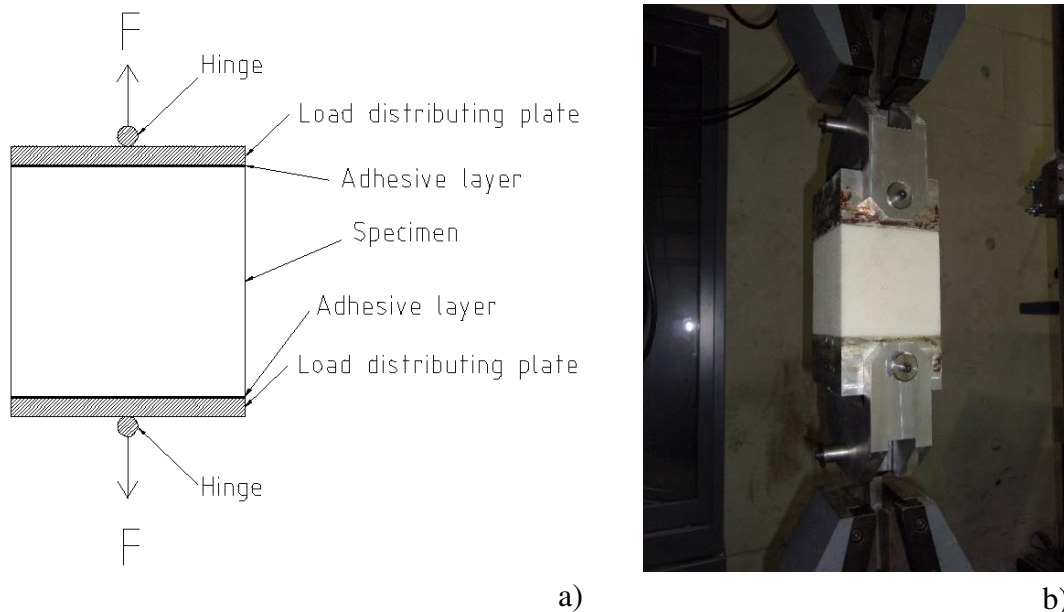 F
Hinge
Load distributing plate
Adhesive layer
Specimen
Adhesive layer
Load distributing plate
Hinge
F
a)
b)